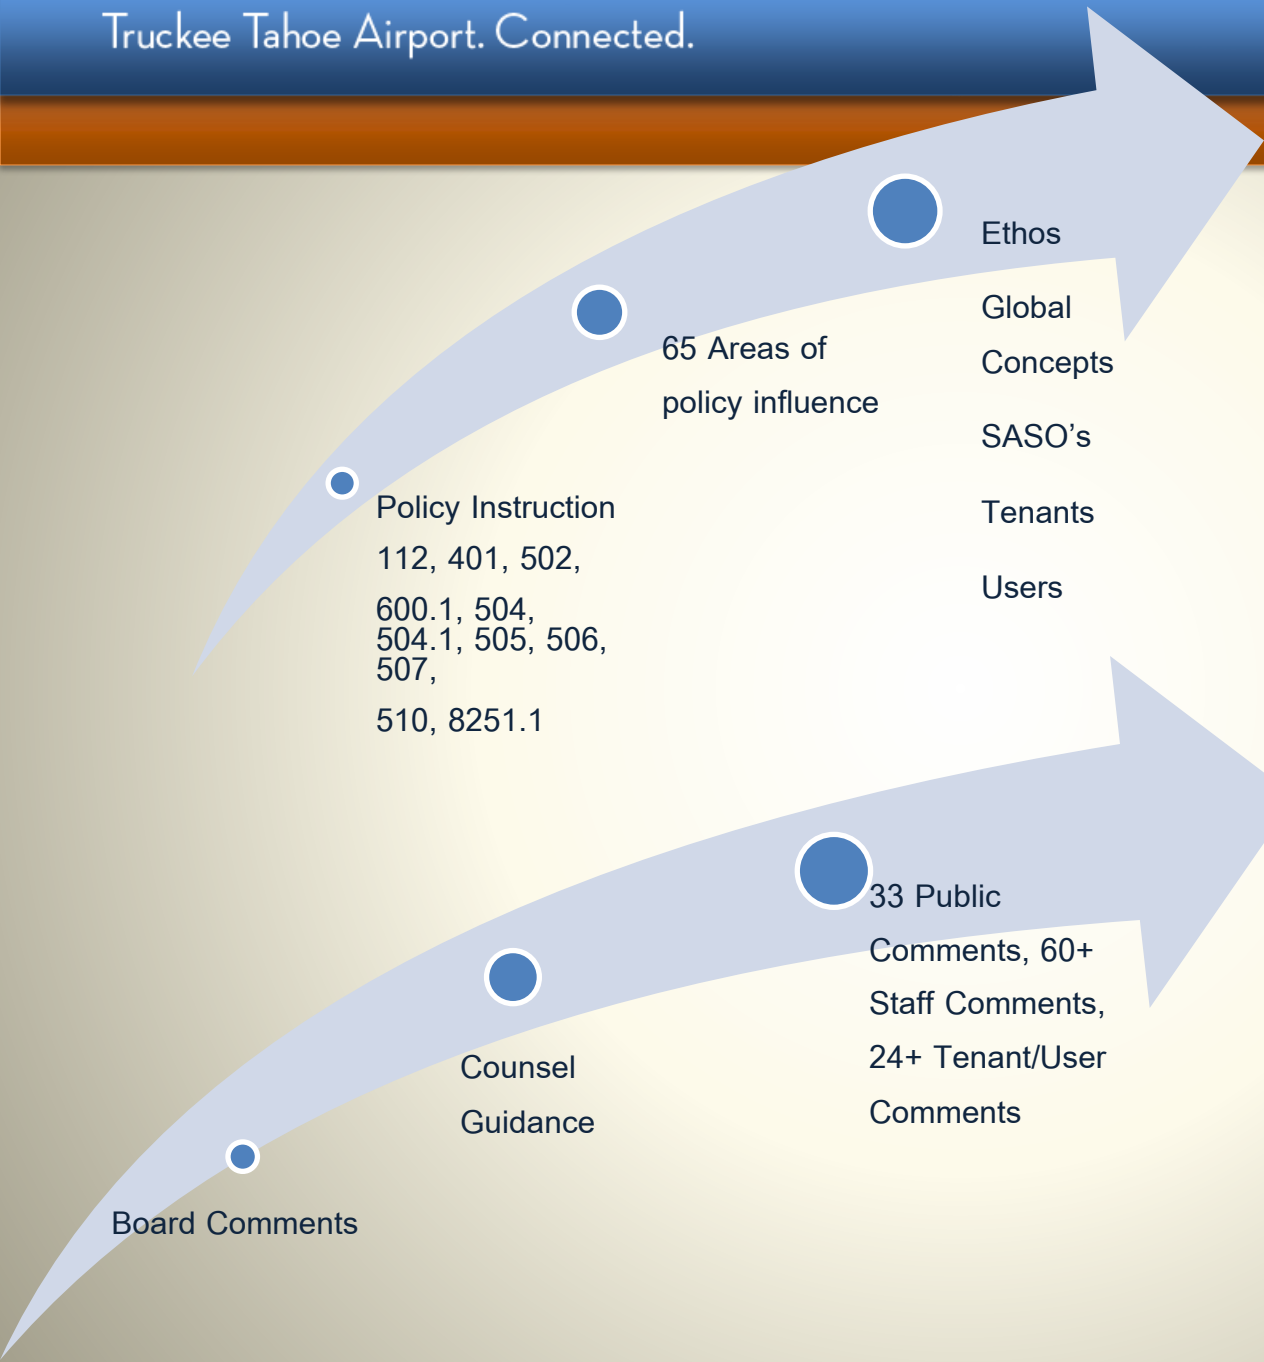 Truckee Tahoe Airport. Connected.
Ethos
Global
Concepts
SASO’s
Tenants
Users
65 Areas of
policy influence
Policy Instruction
112, 401, 502,
600.1, 504,
504.1, 505, 506,
507,
510, 8251.1
33 Public
Comments, 60+
Staff Comments,
24+ Tenant/User
Comments
Counsel
Guidance
Board Comments